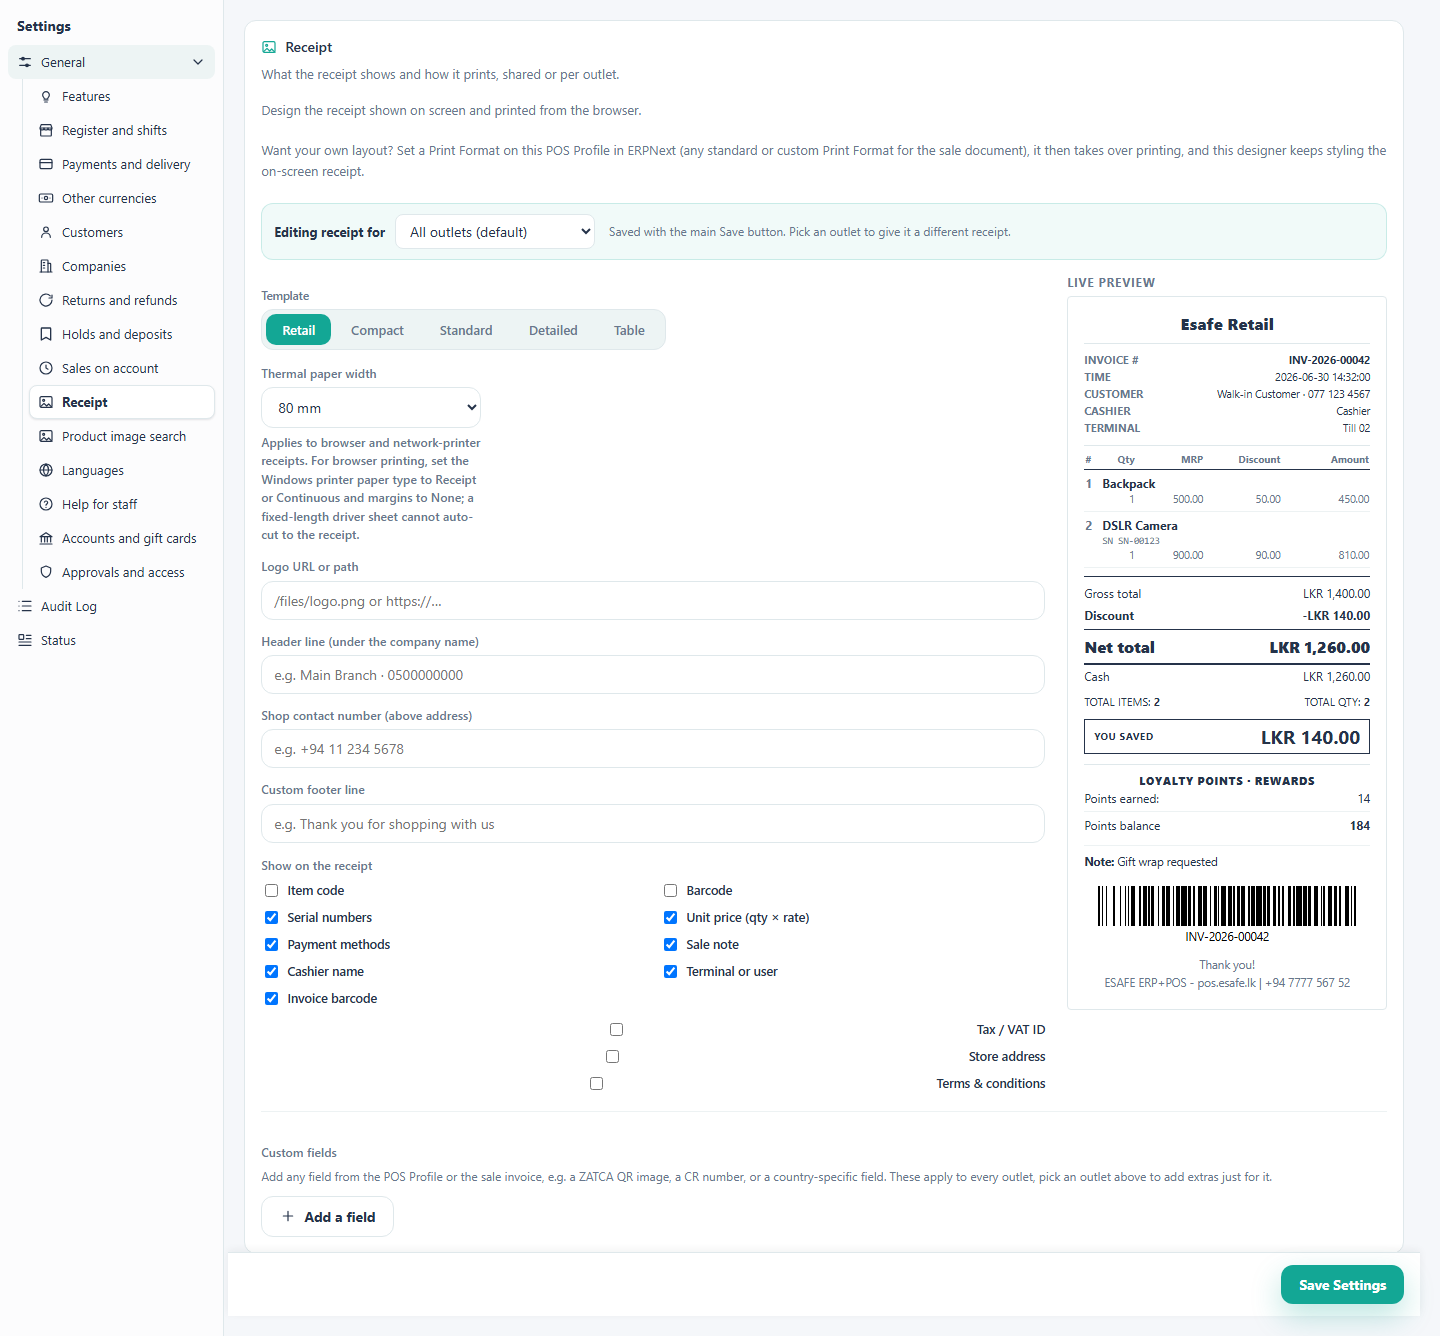 Settings
General
Features
Register and shifts
Payments and delivery
Other currencies
Customers
Companies
Returns and refunds
Holds and deposits
Sales on account
Receipt
Product image search
Languages
Help for staff
Accounts and gift cards
Approvals and access
Audit Log
Status
Receipt
What the receipt shows and how it prints, shared or per outlet.
Design the receipt shown on screen and printed from the browser.
Want your own layout? Set a Print Format on this POS Profile in ERPNext (any standard or custom Print Format for the sale document), it then takes over printing, and this designer keeps styling the
on-screen receipt.
Editing receipt for All outlets (default) Saved with the main Save button. Pick an outlet to give it a different receipt.
Template
Retail Compact Standard Detailed Table
Thermal paper width
80 mm
Applies to browser and network-printer
receipts. For browser printing, set the
Windows printer paper type to Receipt
or Continuous and margins to None; a
fixed-length driver sheet cannot auto-
cut to the receipt.
Logo URL or path
/files/logo.png or https://...
Header line (under the company name)
e.g. Main Branch · 0500000000
Shop contact number (above address)
e.g. +94 11 234 5678
Custom footer line
e.g. Thank you for shopping with us
Show on the receipt
Item code Barcode
Serial numbers Unit price (qty × rate)
Payment methods Sale note
Cashier name Terminal or user
Invoice barcode
Tax / VAT ID
Store address
Terms & conditions
LIVE PREVIEW
Esafe Retail
INVOICE # INV-2026-00042
TIME 2026-06-30 14:32:00
CUSTOMER Walk-in Customer · 077 123 4567
CASHIER Cashier
TERMINAL Till 02
# Qty MRP Discount Amount
1 Backpack
1 500.00 50.00 450.00
2 DSLR Camera
SN SN-00123
1 900.00 90.00 810.00
Gross total LKR 1,400.00
Discount -LKR 140.00
Net total LKR 1,260.00
Cash LKR 1,260.00
TOTAL ITEMS: 2 TOTAL QTY: 2
YOU SAVED LKR 140.00
LOYALTY POINTS · REWARDS
Points earned: 14
Points balance 184
Note: Gift wrap requested
INV-2026-00042
Thank you!
ESAFE ERP+POS - pos.esafe.lk | +94 7777 567 52
Custom fields
Add any field from the POS Profile or the sale invoice, e.g. a ZATCA QR image, a CR number, or a country-specific field. These apply to every outlet, pick an outlet above to add extras just for it.
+ Add a field
Save Settings